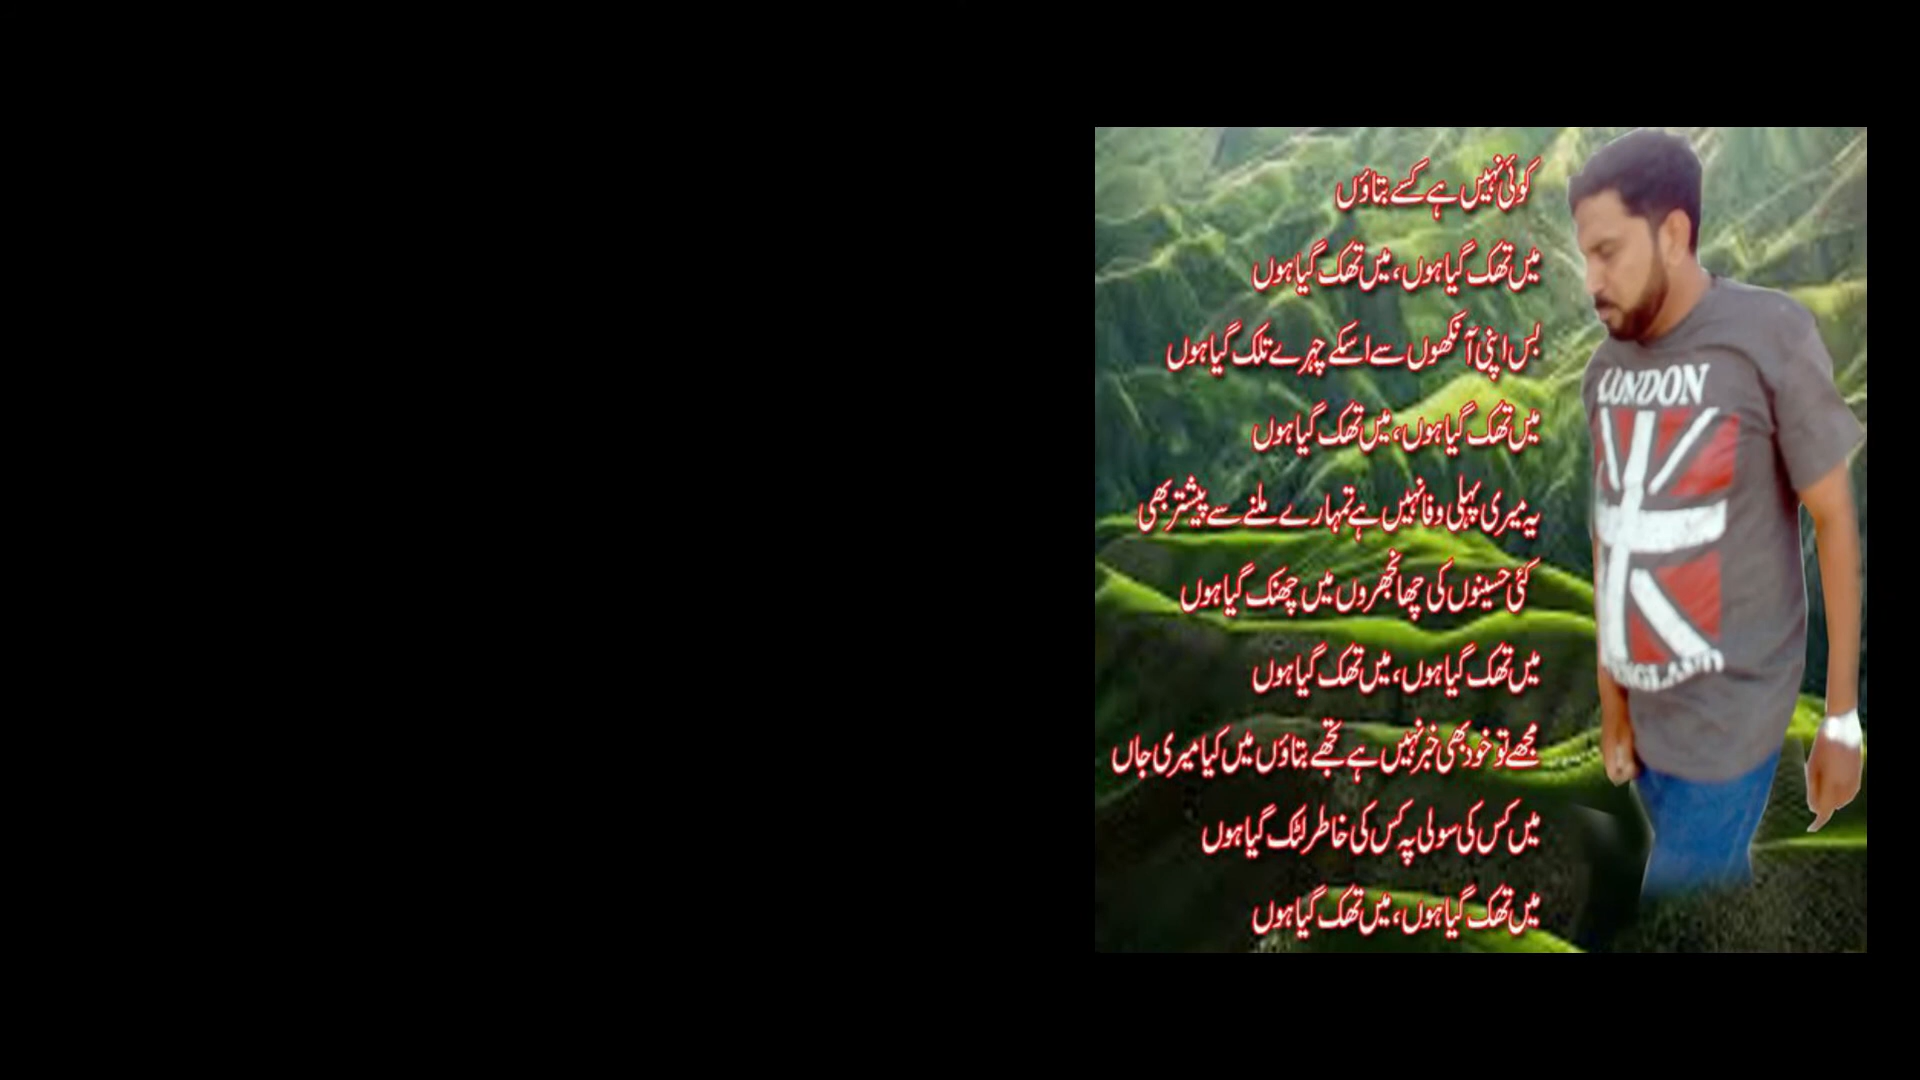 کوئی نہیں ہے کسے بتاؤں
میں تھک گیا ہوں، میں تھک گیا ہوں
بس اپنی آنکھوں سے اسکے چہرے تلک گیا ہوں
میں تھک گیا ہوں، میں تھک گیا ہوں
یہ میری پہلی وفا نہیں ہے تمہارے ملنے سے پیشتر بھی
کئی حسینوں کی چھانجھروں میں چھنک گیا ہوں
میں تھک گیا ہوں، میں تھک گیا ہوں
مجھے تو خود بھی خبر نہیں ہے تجھے بتاؤں میں کیا میری جاں
میں کس کی سولی پہ کس کی خاطر لٹک گیا ہوں
میں تھک گیا ہوں، میں تھک گیا ہوں
LONDON
ENGLAND